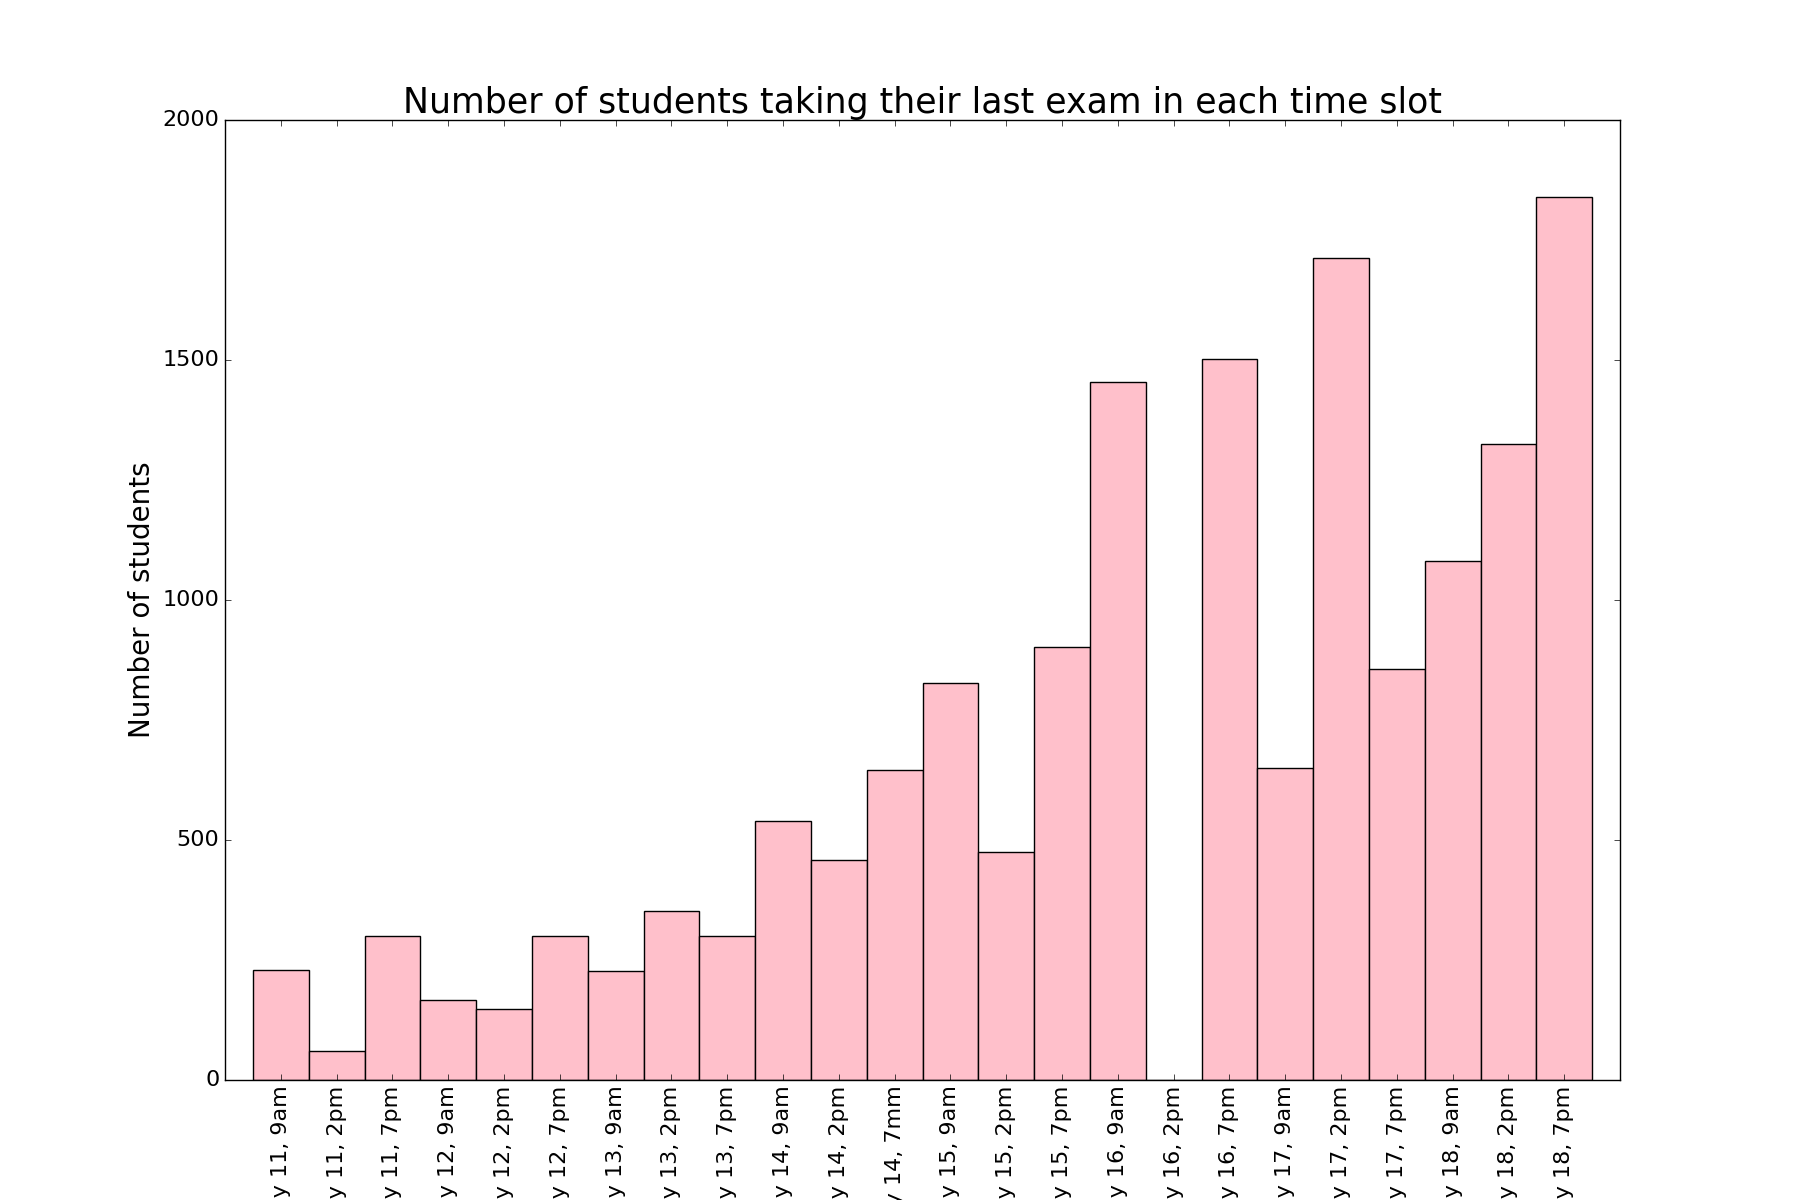 Number of students taking their last exam in each time slot
Number of students
2000
1500
1000
500
0
y 11, 9am
y 11, 2pm
y 11, 7pm
y 12, 9am
y 12, 2pm
y 12, 7pm
y 13, 9am
y 13, 2pm
y 13, 7pm
y 14, 9am
y 14, 2pm
y 14, 7mm
y 15, 9am
y 15, 2pm
y 15, 7pm
y 16, 9am
y 16, 2pm
y 16, 7pm
y 17, 9am
y 17, 2pm
y 17, 7pm
y 18, 9am
y 18, 2pm
y 18, 7pm